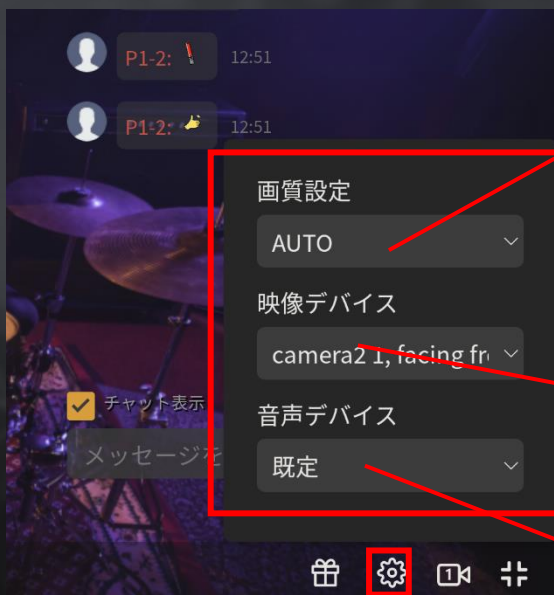 P1-2: 12:51
P1-2: 12:51
画質設定
AUTO
映像デバイス
camera2 1, facing fr
チャット表示
音声デバイス
メッセージを
既定
1